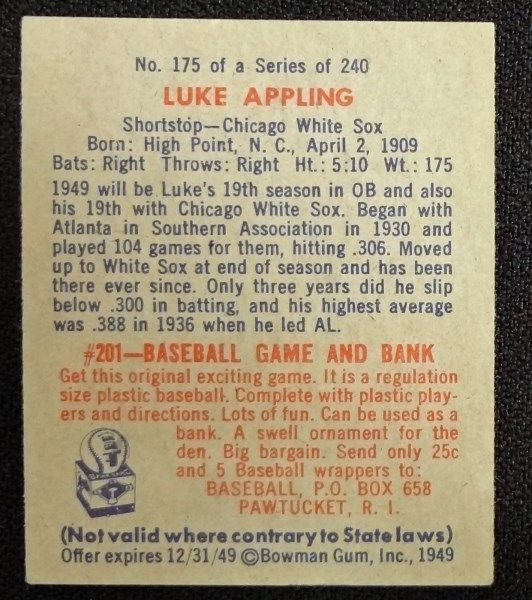 No. 175 of a Series of 240
LUKE APPLING
Shortstop—Chicago White Sox
Born: High Point, N. C., April 2, 1909
Bats: Right Throws: Right Ht.: 5:10 Wt.: 175
1949 will be Luke's 19th season in OB and also
his 19th with Chicago White Sox. Began with
Atlanta in Southern Association in 1930 and
played 104 games for them, hitting .306. Moved
up to White Sox at end of season and has been
there ever since. Only three years did he slip
below .300 in batting, and his highest average
was .388 in 1936 when he led AL.
#201—BASEBALL GAME AND BANK
Get this original exciting game. It is a regulation
size plastic baseball. Complete with plastic play-
ers and directions. Lots of fun. Can be used as a
bank. A swell ornament for the
den. Big bargain. Send only 25c
and 5 Baseball wrappers to:
BASEBALL, P.O. BOX 658
PAWTUCKET, R. I.
(Not valid where contrary to State laws)
Offer expires 12/31/49 ©Bowman Gum, Inc., 1949